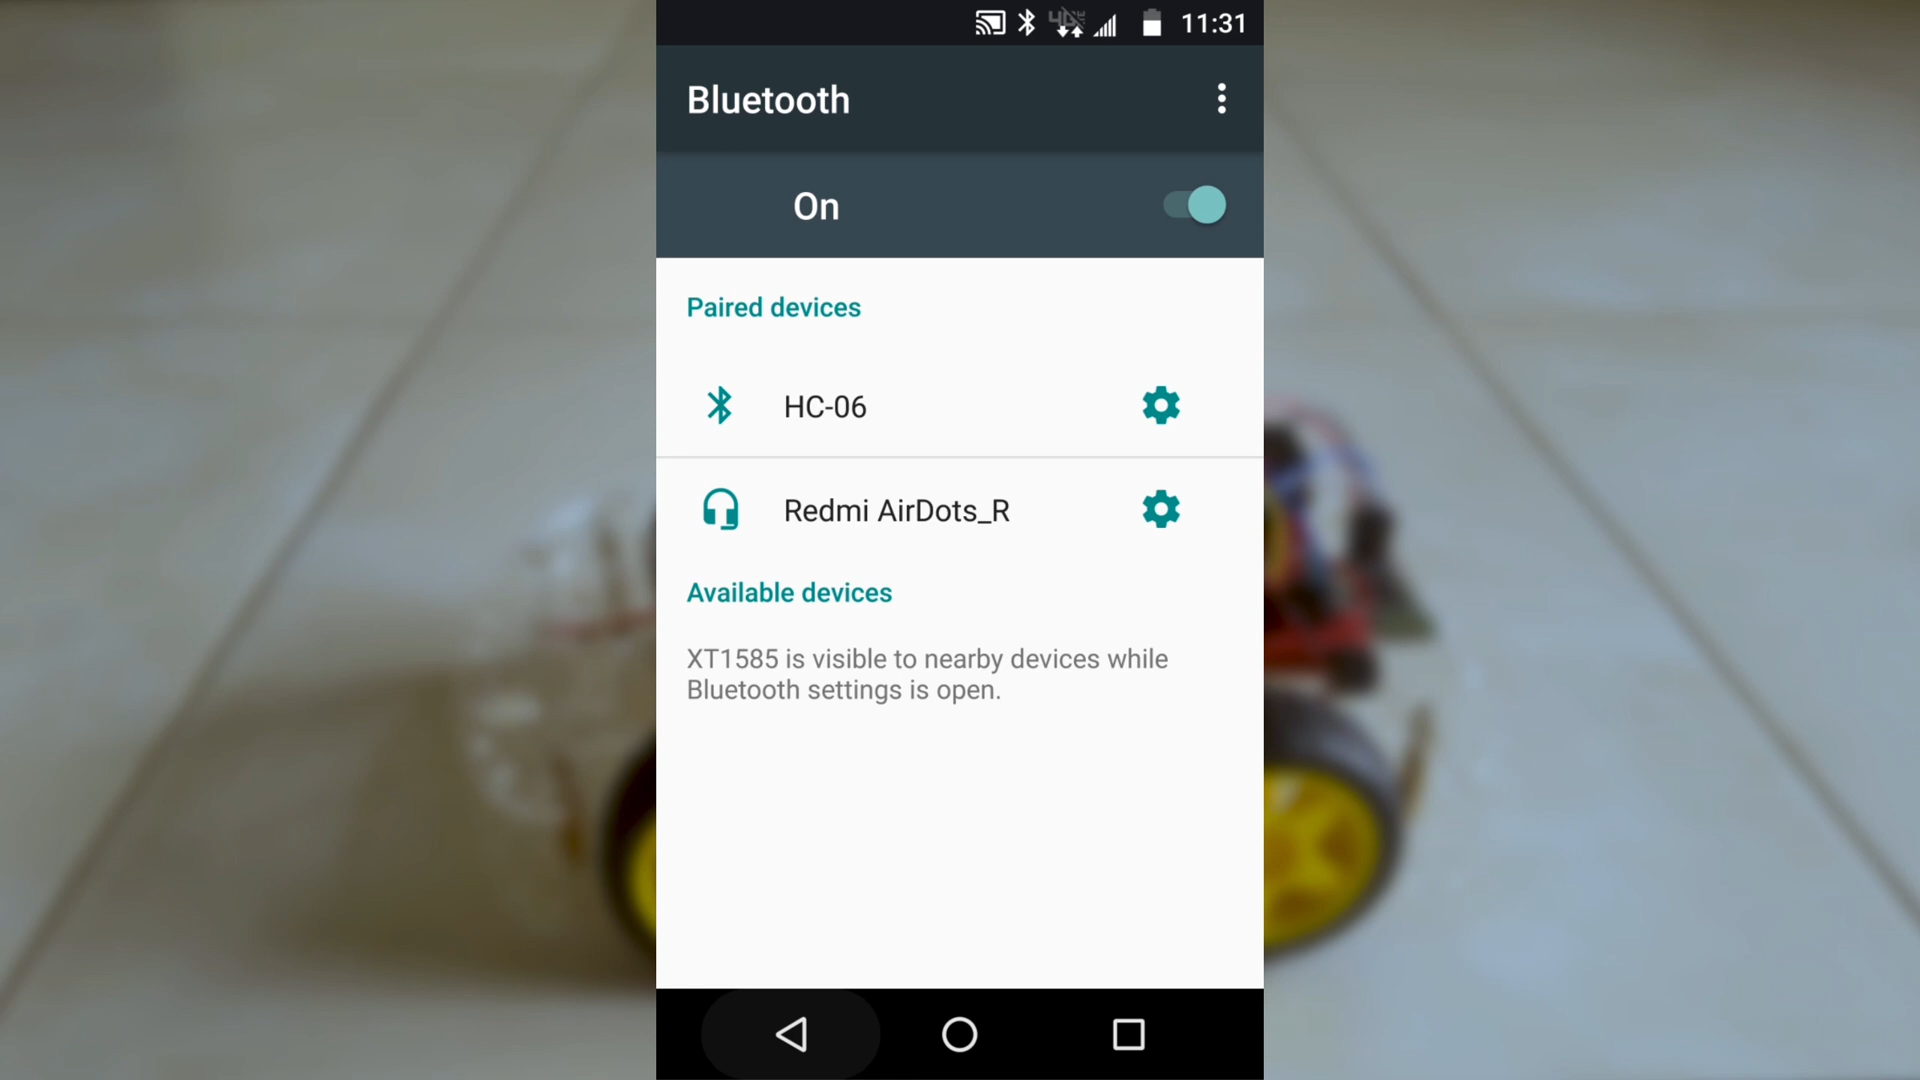 11:31
Bluetooth
On
Paired devices
HC-06
Redmi AirDots_R
Available devices
XT1585 is visible to nearby devices while
Bluetooth settings is open.